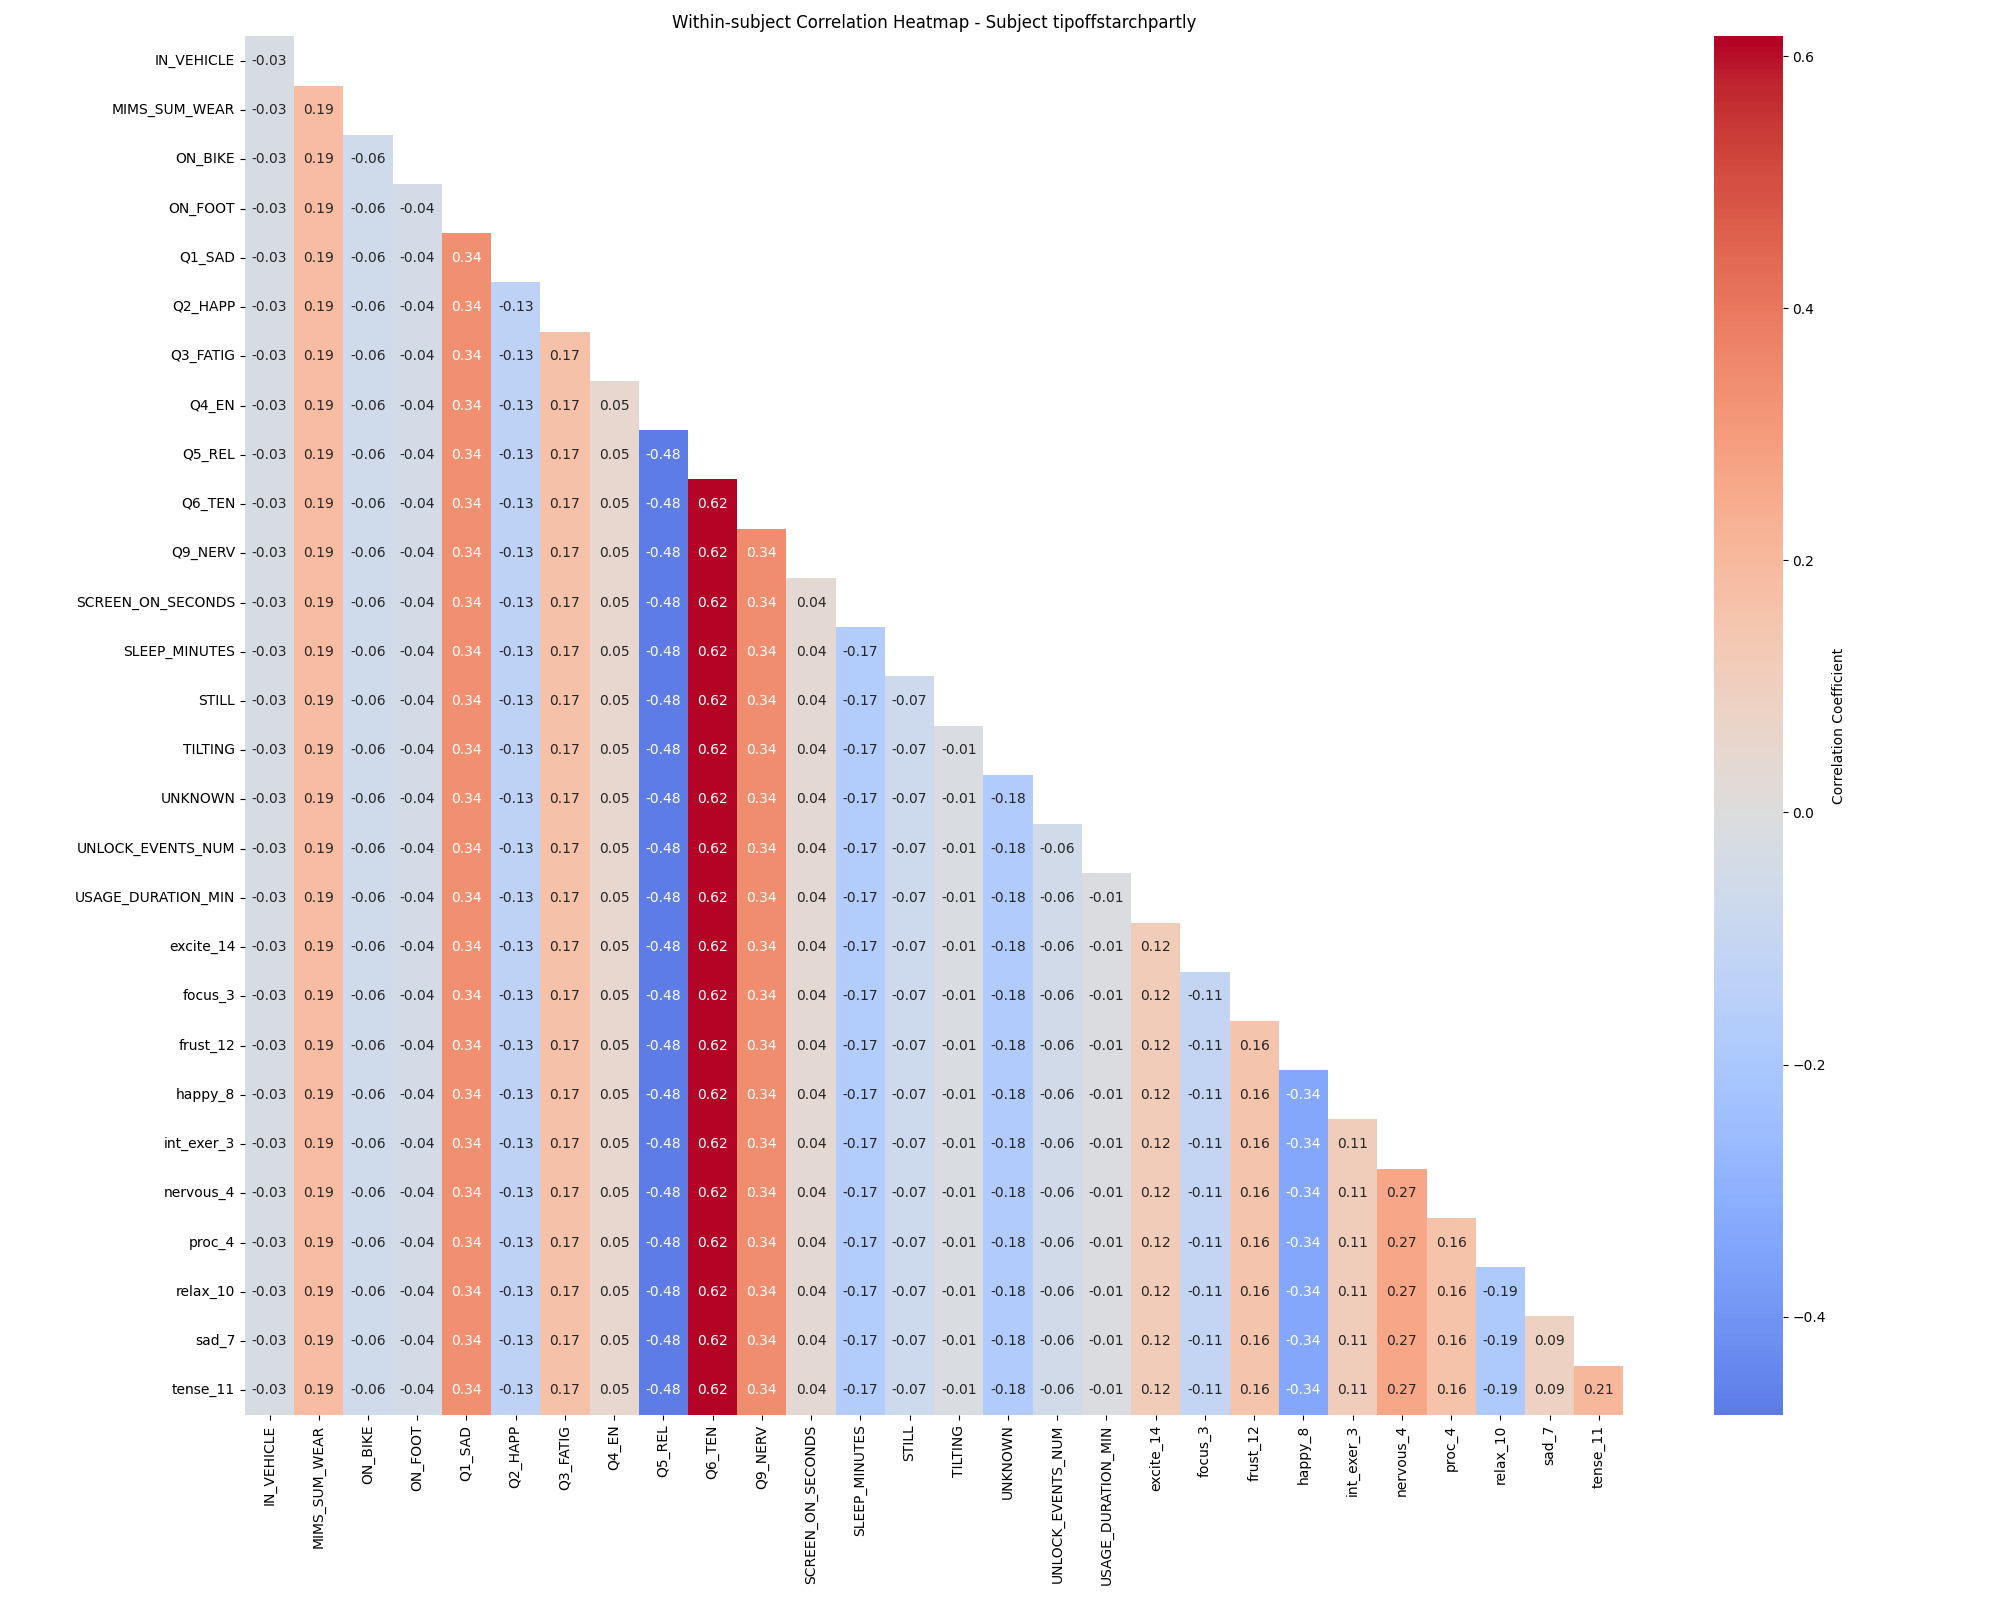 Within-subject Correlation Heatmap - Subject tipoffstarchpartly
IN_VEHICLE -0.03
MIMS_SUM_WEAR -0.03 0.19
ON_BIKE -0.03 0.19 -0.06
ON_FOOT -0.03 0.19 -0.06 -0.04
Q1_SAD -0.03 0.19 -0.06 -0.04 0.34
Q2_HAPP -0.03 0.19 -0.06 -0.04 0.34 -0.13
Q3_FATIG -0.03 0.19 -0.06 -0.04 0.34 -0.13 0.17
Q4_EN -0.03 0.19 -0.06 -0.04 0.34 -0.13 0.17 0.05
Q5_REL -0.03 0.19 -0.06 -0.04 0.34 -0.13 0.17 0.05 -0.48
Q6_TEN -0.03 0.19 -0.06 -0.04 0.34 -0.13 0.17 0.05 -0.48 0.62
Q9_NERV -0.03 0.19 -0.06 -0.04 0.34 -0.13 0.17 0.05 -0.48 0.62 0.34
SCREEN_ON_SECONDS -0.03 0.19 -0.06 -0.04 0.34 -0.13 0.17 0.05 -0.48 0.62 0.34 0.04
SLEEP_MINUTES -0.03 0.19 -0.06 -0.04 0.34 -0.13 0.17 0.05 -0.48 0.62 0.34 0.04 -0.17
STILL -0.03 0.19 -0.06 -0.04 0.34 -0.13 0.17 0.05 -0.48 0.62 0.34 0.04 -0.17 -0.07
TILTING -0.03 0.19 -0.06 -0.04 0.34 -0.13 0.17 0.05 -0.48 0.62 0.34 0.04 -0.17 -0.07 -0.01
UNKNOWN -0.03 0.19 -0.06 -0.04 0.34 -0.13 0.17 0.05 -0.48 0.62 0.34 0.04 -0.17 -0.07 -0.01 -0.18
UNLOCK_EVENTS_NUM -0.03 0.19 -0.06 -0.04 0.34 -0.13 0.17 0.05 -0.48 0.62 0.34 0.04 -0.17 -0.07 -0.01 -0.18 -0.06
USAGE_DURATION_MIN -0.03 0.19 -0.06 -0.04 0.34 -0.13 0.17 0.05 -0.48 0.62 0.34 0.04 -0.17 -0.07 -0.01 -0.18 -0.06 -0.01
excite_14 -0.03 0.19 -0.06 -0.04 0.34 -0.13 0.17 0.05 -0.48 0.62 0.34 0.04 -0.17 -0.07 -0.01 -0.18 -0.06 -0.01 0.12
focus_3 -0.03 0.19 -0.06 -0.04 0.34 -0.13 0.17 0.05 -0.48 0.62 0.34 0.04 -0.17 -0.07 -0.01 -0.18 -0.06 -0.01 0.12 -0.11
frust_12 -0.03 0.19 -0.06 -0.04 0.34 -0.13 0.17 0.05 -0.48 0.62 0.34 0.04 -0.17 -0.07 -0.01 -0.18 -0.06 -0.01 0.12 -0.11 0.16
happy_8 -0.03 0.19 -0.06 -0.04 0.34 -0.13 0.17 0.05 -0.48 0.62 0.34 0.04 -0.17 -0.07 -0.01 -0.18 -0.06 -0.01 0.12 -0.11 0.16 -0.34
int_exer_3 -0.03 0.19 -0.06 -0.04 0.34 -0.13 0.17 0.05 -0.48 0.62 0.34 0.04 -0.17 -0.07 -0.01 -0.18 -0.06 -0.01 0.12 -0.11 0.16 -0.34 0.11
nervous_4 -0.03 0.19 -0.06 -0.04 0.34 -0.13 0.17 0.05 -0.48 0.62 0.34 0.04 -0.17 -0.07 -0.01 -0.18 -0.06 -0.01 0.12 -0.11 0.16 -0.34 0.11 0.27
proc_4 -0.03 0.19 -0.06 -0.04 0.34 -0.13 0.17 0.05 -0.48 0.62 0.34 0.04 -0.17 -0.07 -0.01 -0.18 -0.06 -0.01 0.12 -0.11 0.16 -0.34 0.11 0.27 0.16
relax_10 -0.03 0.19 -0.06 -0.04 0.34 -0.13 0.17 0.05 -0.48 0.62 0.34 0.04 -0.17 -0.07 -0.01 -0.18 -0.06 -0.01 0.12 -0.11 0.16 -0.34 0.11 0.27 0.16 -0.19
sad_7 -0.03 0.19 -0.06 -0.04 0.34 -0.13 0.17 0.05 -0.48 0.62 0.34 0.04 -0.17 -0.07 -0.01 -0.18 -0.06 -0.01 0.12 -0.11 0.16 -0.34 0.11 0.27 0.16 -0.19 0.09
tense_11 -0.03 0.19 -0.06 -0.04 0.34 -0.13 0.17 0.05 -0.48 0.62 0.34 0.04 -0.17 -0.07 -0.01 -0.18 -0.06 -0.01 0.12 -0.11 0.16 -0.34 0.11 0.27 0.16 -0.19 0.09 0.21
IN_VEHICLE
MIMS_SUM_WEAR
ON_BIKE
ON_FOOT
Q1_SAD
Q2_HAPP
Q3_FATIG
Q4_EN
Q5_REL
Q6_TEN
Q9_NERV
SCREEN_ON_SECONDS
SLEEP_MINUTES
STILL
TILTING
UNKNOWN
UNLOCK_EVENTS_NUM
USAGE_DURATION_MIN
excite_14
focus_3
frust_12
happy_8
int_exer_3
nervous_4
proc_4
relax_10
sad_7
tense_11
0.6
0.4
0.2
0.0
−0.2
−0.4
Correlation Coefficient